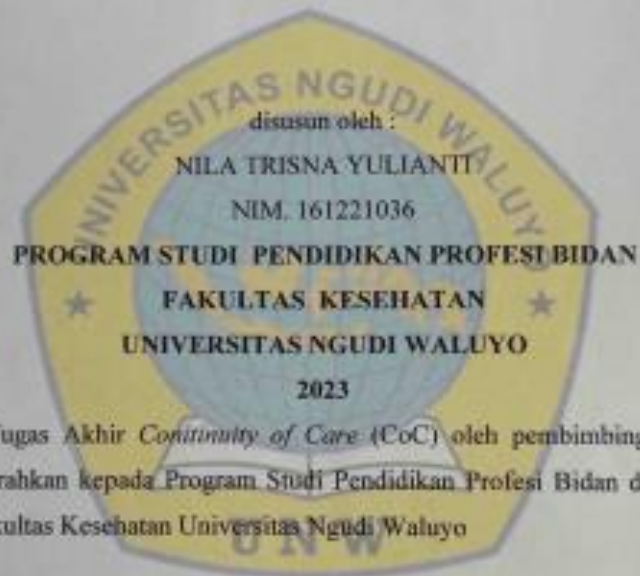 UNIVERSITAS NGUDI WALUYO
disusun oleh :
NILA TRISNA YULIANTI
NIM. 161221036
PROGRAM STUDI PENDIDIKAN PROFESI BIDAN
FAKULTAS KESEHATAN
UNIVERSITAS NGUDI WALUYO
2023
ugas Akhir Conitinuity of Care (CoC) oleh pembimbing
rahkan kepada Program Studi Pendidikan Profesi Bidan d
kultas Kesehatan Universitas Ngudi Waluyo
UNW